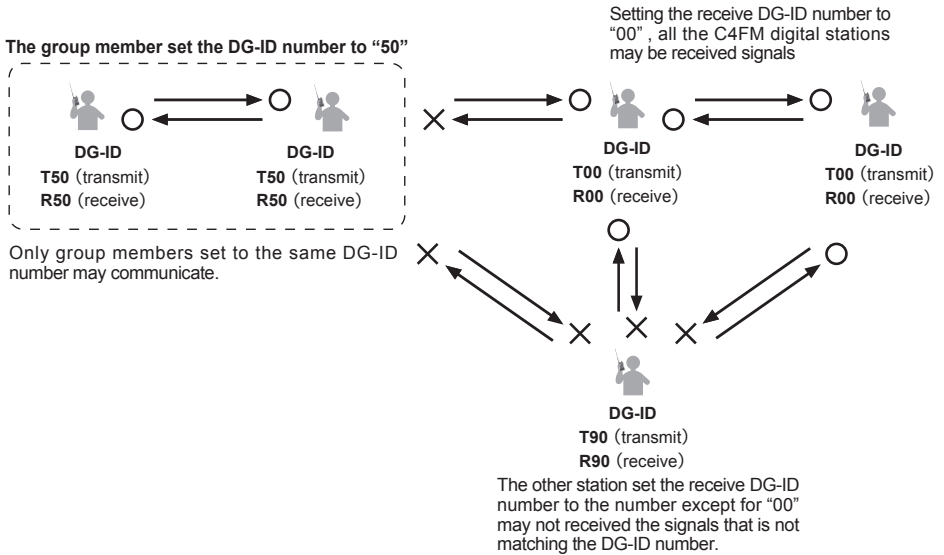 Setting the receive DG-ID number to
“00” , all the C4FM digital stations
may be received signals
The group member set the DG-ID number to “50”
DG-ID
T50 (transmit)
R50 (receive)
DG-ID
T50 (transmit)
R50 (receive)
DG-ID
T00 (transmit)
R00 (receive)
DG-ID
T00 (transmit)
R00 (receive)
Only group members set to the same DG-ID
number may communicate.
DG-ID
T90 (transmit)
R90 (receive)
The other station set the receive DG-ID
number to the number except for “00”
may not received the signals that is not
matching the DG-ID number.